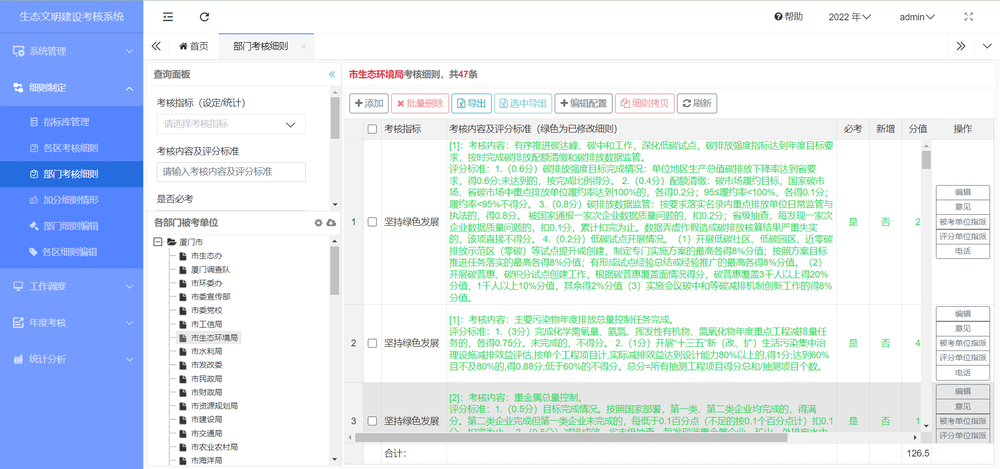 生态文明建设考核系统
帮助
2022 年
admin
系统管理
细则制定
指标库管理
各区考核细则
部门考核细则
加分细则情形
部门细则编辑
各区细则编辑
工作调度
年度考核
统计分析
首页
部门考核细则
查询面板
考核指标（设定/统计）
请选择考核指标
考核内容及评分标准
请输入考核内容及评分标准
是否必考
各部门被考单位
厦门市
市生态办
厦门调查队
市环委办
市委宣传部
市委党校
市工信局
市生态环境局
市水利局
市发改委
市民政局
市财政局
市资源规划局
市建设局
市交通局
市农业农村局
市海洋局
市生态环境局考核细则，共47条
添加
批量删除
导出
选中导出
编辑配置
细则拷贝
刷新
考核指标
考核内容及评分标准（绿色为已修改细则）
必考
新增
分值
操作
1
坚持绿色发展
[1]：考核内容：有序推进碳达峰、碳中和工作，深化低碳试点，碳排放强度指标达到年度目标要
求，按时完成碳排放配额清缴和碳排放数据监管。
评分标准：1.（0.6分）碳排放强度目标完成情况：单位地区生产总值碳排放下降率达到省要
求，得0.6分;未达到的，按完成比例得分。 2.（0.4分）配额清缴：碳市场履约目标，国家碳市
场、省碳市场中重点排放单位履约率达到100%的，各得0.2分；95≤履约率<100%，各得0.1分；
履约率<95%不得分。 3.（0.8分）碳排放数据监管：按要求落实名录内重点排放单位日常监管与
执法的，得0.8分。 被国家通报一家次企业数据质量问题的，扣0.2分；省级抽查，每发现一家次
企业数据质量问题的，扣0.1分，累计扣完为止。数据弄虚作假造成碳排放核算结果严重失实
的，该项直接不得分。 4.（0.2分）低碳试点开展情况。（1）开展低碳社区、低碳园区、近零碳
排放示范区（零碳）等试点提升或创建，制定专门实施方案的最高各得8%分值；按照方案目标
推进任务落实的最高各得8%分值；有形成试点经验总结或经验推广的最高各得8%分值。（2）
开展碳普惠、碳积分试点创建工作，根据碳普惠覆盖面情况得分，碳普惠覆盖3千人以上得20%
分值，1千人以上10%分值，其余得2%分值（3）实施会议碳中和等碳减排机制创新工作的得8%
分值。
是
否
2
编辑
意见
被考单位指派
评分单位指派
电话
2
坚持绿色发展
[1]：考核内容：主要污染物年度排放总量控制任务完成。
评分标准：1.（3分）完成化学需氧量、氨氮、挥发性有机物、氮氧化物年度重点工程减排量任
务的，各得0.75分。未完成的，不得分。 2.（1分）开展“十三五”新（改、扩）生活污染集中治
理设施减排效益评估,按单个工程项目计,实际减排效益达到设计能力80%以上的,得1分;达到60%
且不及80%的,得0.88分;低于60%的不得分。总分=所有抽测工程项目得分总和/抽测项目个数。
是
否
4
编辑
意见
被考单位指派
评分单位指派
电话
3
坚持绿色发展
[2]：考核内容：重金属总量控制。
评分标准：1.（0.5分）目标完成情况。按照国家部署，第一类、第二类企业均完成的，得满
分。第二类企业完成但第一类企业未完成的，每低于0.1百分点（不足的按0.1个百分点计）扣0.1
是
否
1
编辑
意见
被考单位指派
评分单位指派
合计：
126.5